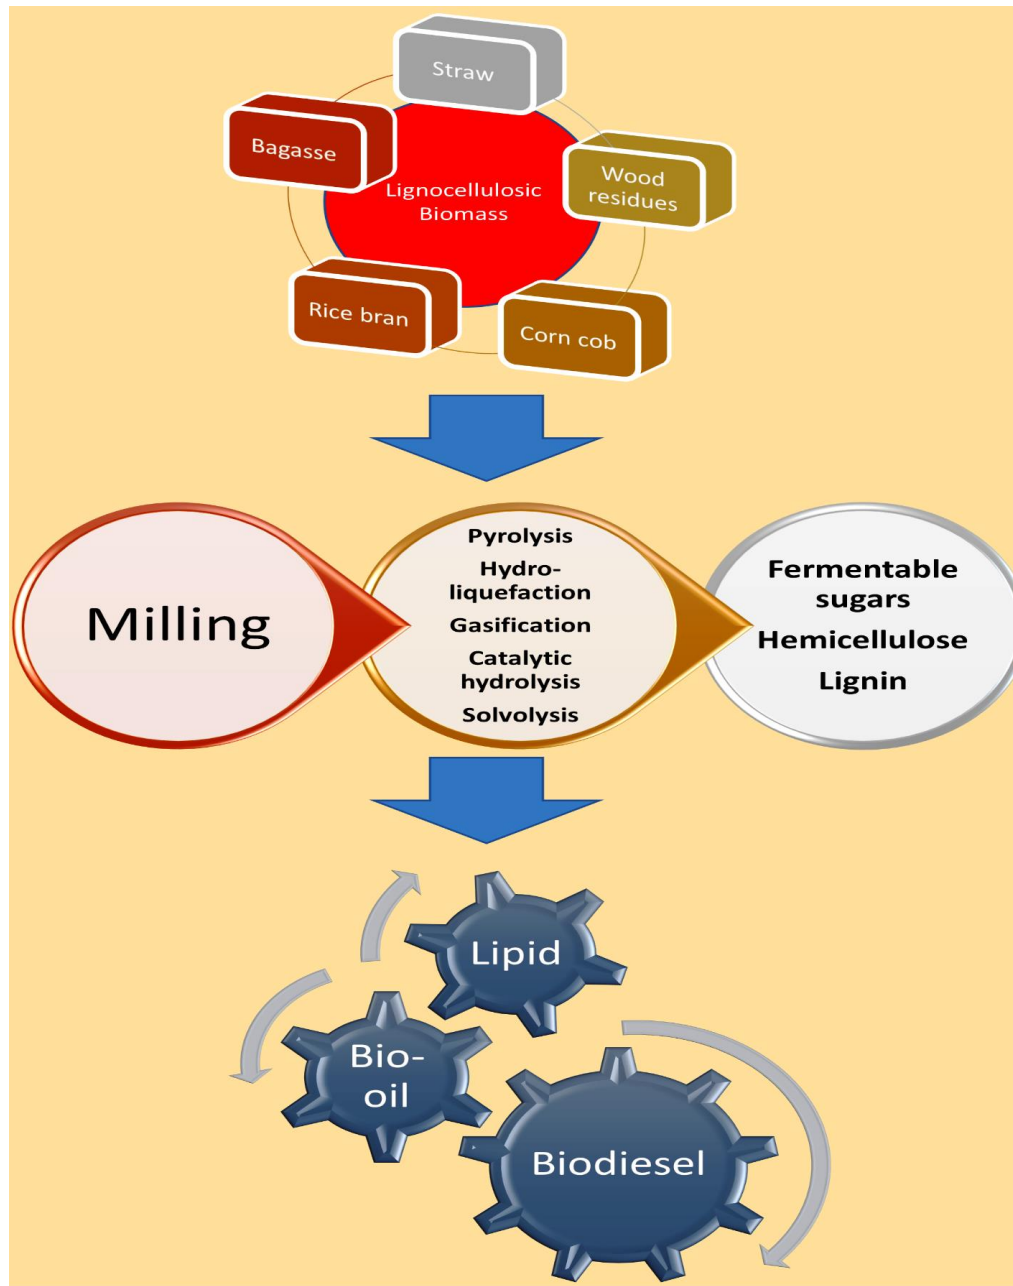 Straw
Bagasse
Wood
residues
Lignocellulosic
Biomass
Rice bran
Corn cob
Milling
Pyrolysis
Hydro-
liquefaction
Gasification
Catalytic
hydrolysis
Solvolysis
Fermentable
sugars
Hemicellulose
Lignin
Lipid
Bio-
oil
Biodiesel